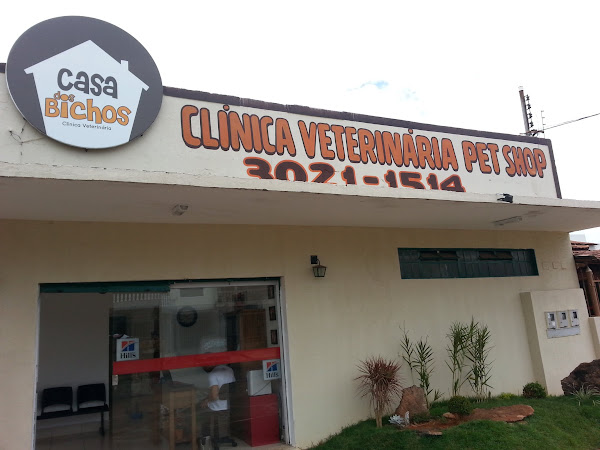 CASA
dos
BICHOS
Clínica Veterinária
CLÍNICA VETERINÁRIA PET SHOP
3021-1514
Hill's
Hill's